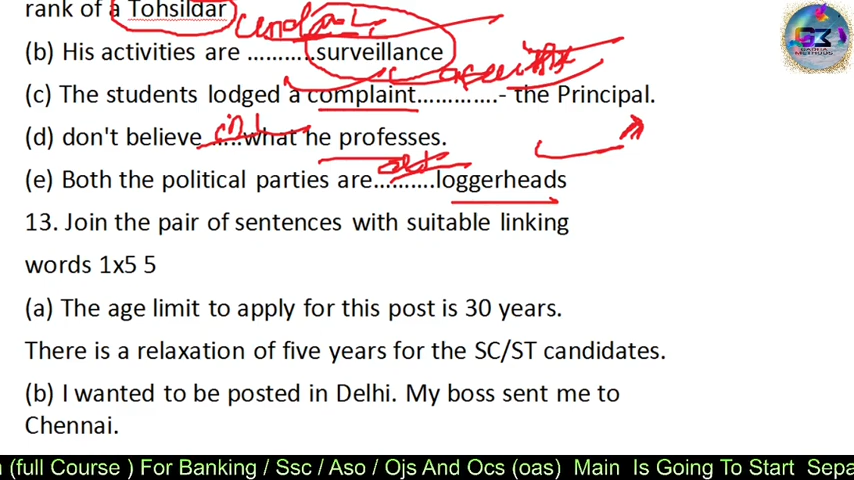 rank of a Tohsildar
under
(b) His activities are ...........surveillance
against
(c) The students lodged a complaint............- the Principal.
in
(d) don't believe ......what he professes.
at
(e) Both the political parties are..........loggerheads
13. Join the pair of sentences with suitable linking
words 1x5 5
(a) The age limit to apply for this post is 30 years.
There is a relaxation of five years for the SC/ST candidates.
(b) I wanted to be posted in Delhi. My boss sent me to
Chennai.
n (full Course ) For Banking / Ssc / Aso / Ojs And Ocs (oas) Main Is Going To Start Sepa